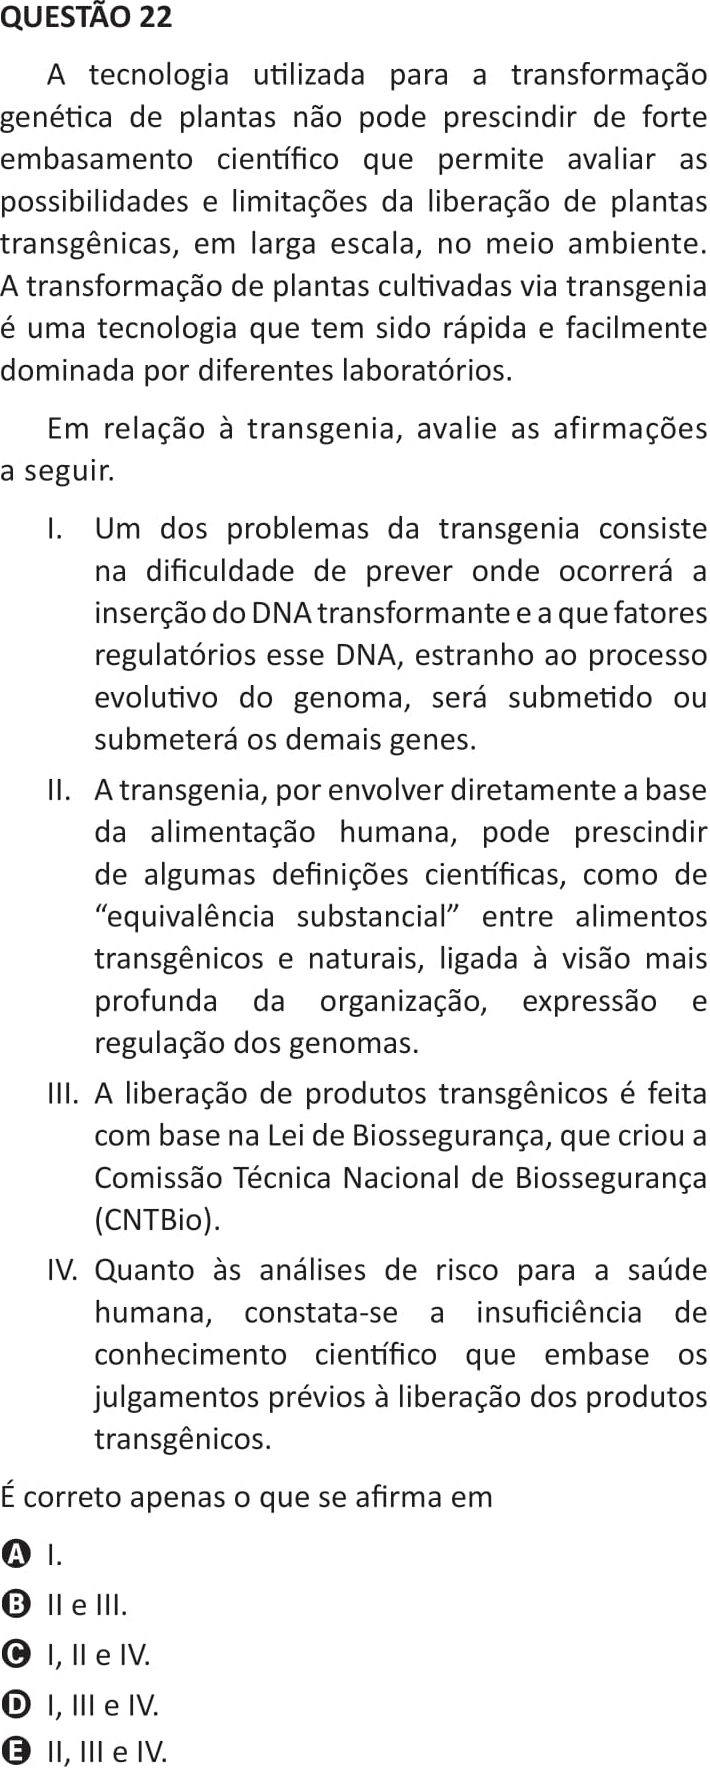 QUESTÃO 22
A tecnologia utilizada para a transformação
genética de plantas não pode prescindir de forte
embasamento científico que permite avaliar as
possibilidades e limitações da liberação de plantas
transgênicas, em larga escala, no meio ambiente.
A transformação de plantas cultivadas via transgenia
é uma tecnologia que tem sido rápida e facilmente
dominada por diferentes laboratórios.
Em relação à transgenia, avalie as afirmações
a seguir.
I. Um dos problemas da transgenia consiste
na dificuldade de prever onde ocorrerá a
inserção do DNA transformante e a que fatores
regulatórios esse DNA, estranho ao processo
evolutivo do genoma, será submetido ou
submeterá os demais genes.
II. A transgenia, por envolver diretamente a base
da alimentação humana, pode prescindir
de algumas definições científicas, como de
“equivalência substancial” entre alimentos
transgênicos e naturais, ligada à visão mais
profunda da organização, expressão e
regulação dos genomas.
III. A liberação de produtos transgênicos é feita
com base na Lei de Biossegurança, que criou a
Comissão Técnica Nacional de Biossegurança
(CNTBio).
IV. Quanto às análises de risco para a saúde
humana, constata-se a insuficiência de
conhecimento científico que embase os
julgamentos prévios à liberação dos produtos
transgênicos.
É correto apenas o que se afirma em
A I.
B II e III.
C I, II e IV.
D I, III e IV.
E II, III e IV.